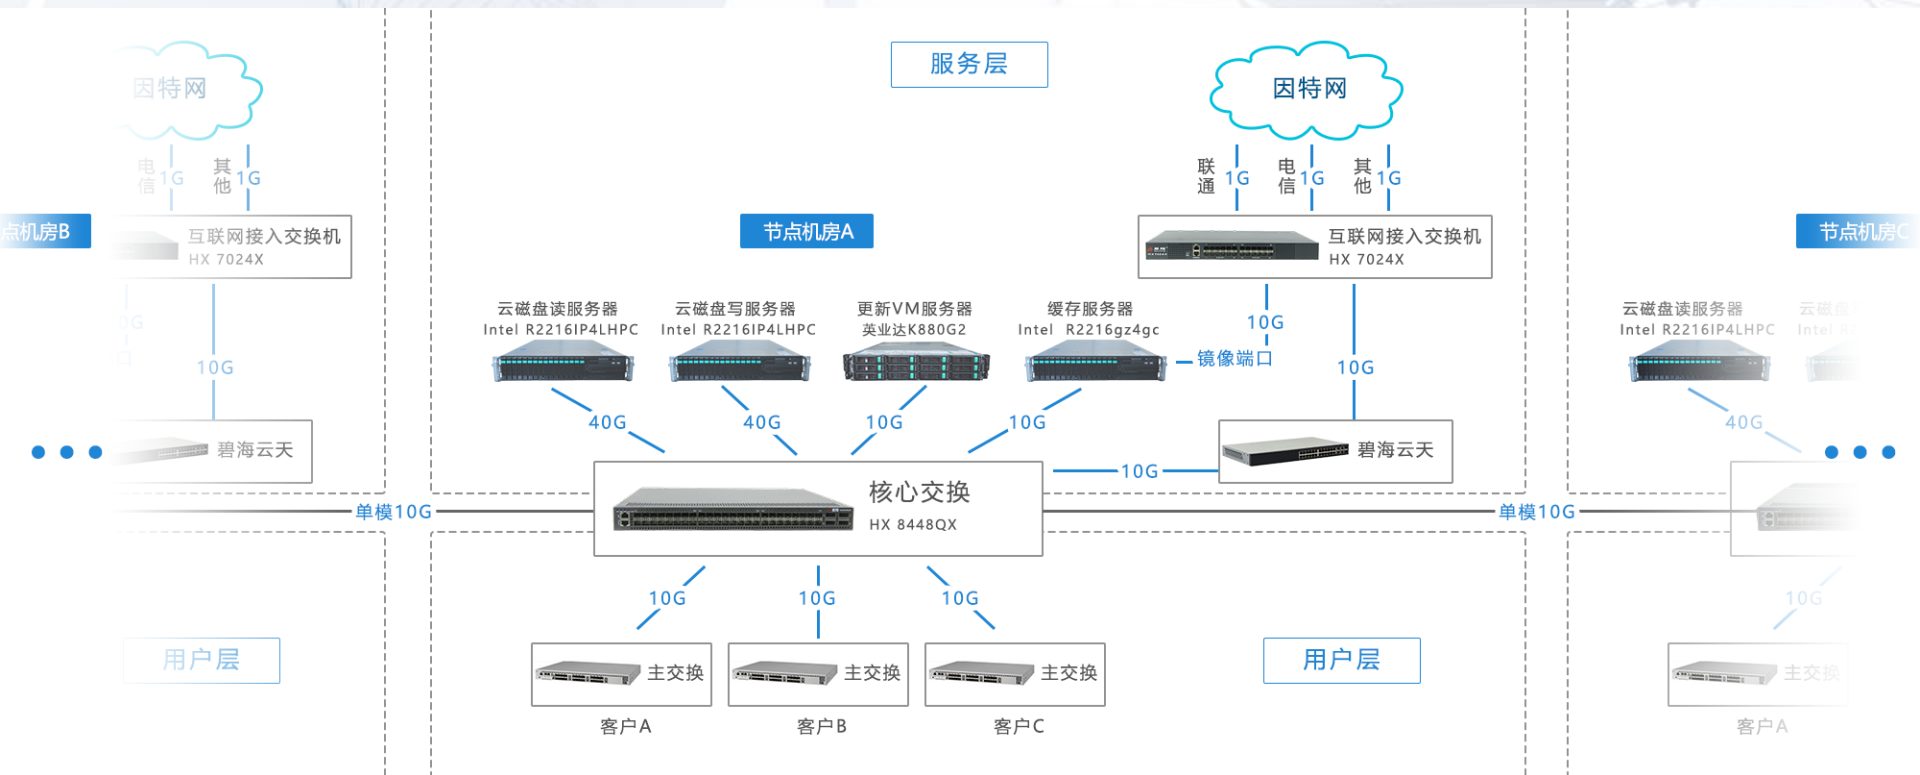 服务层
因特网
因特网
电信
1G
其他
1G
联通
1G
电信
1G
其他
1G
点机房B
节点机房A
节点机房C
互联网接入交换机
HX 7024X
互联网接入交换机
HX 7024X
云磁盘读服务器
Intel R2216IP4LHPC
云磁盘写服务器
Intel R2216IP4LHPC
更新VM服务器
英业达K880G2
缓存服务器
Intel R2216gz4gc
10G
镜像端口
云磁盘读服务器
Intel R2216IP4LHPC
云磁盘
Intel R
0G
口
10G
10G
40G
40G
10G
10G
40G
碧海云天
碧海云天
10G
核心交换
HX 8448QX
单模10G
单模10G
10G
10G
10G
10G
用户层
用户层
主交换
主交换
主交换
主交换
客户A
客户B
客户C
客户A